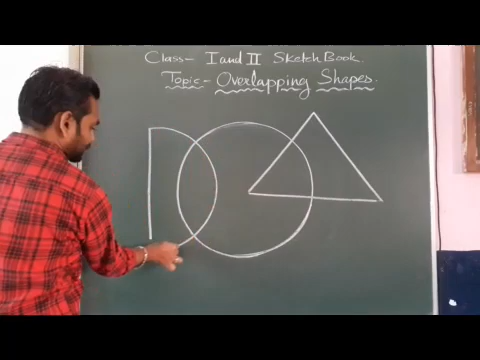 Class- I and II Sketch Book.
Topic- Overlapping Shapes.